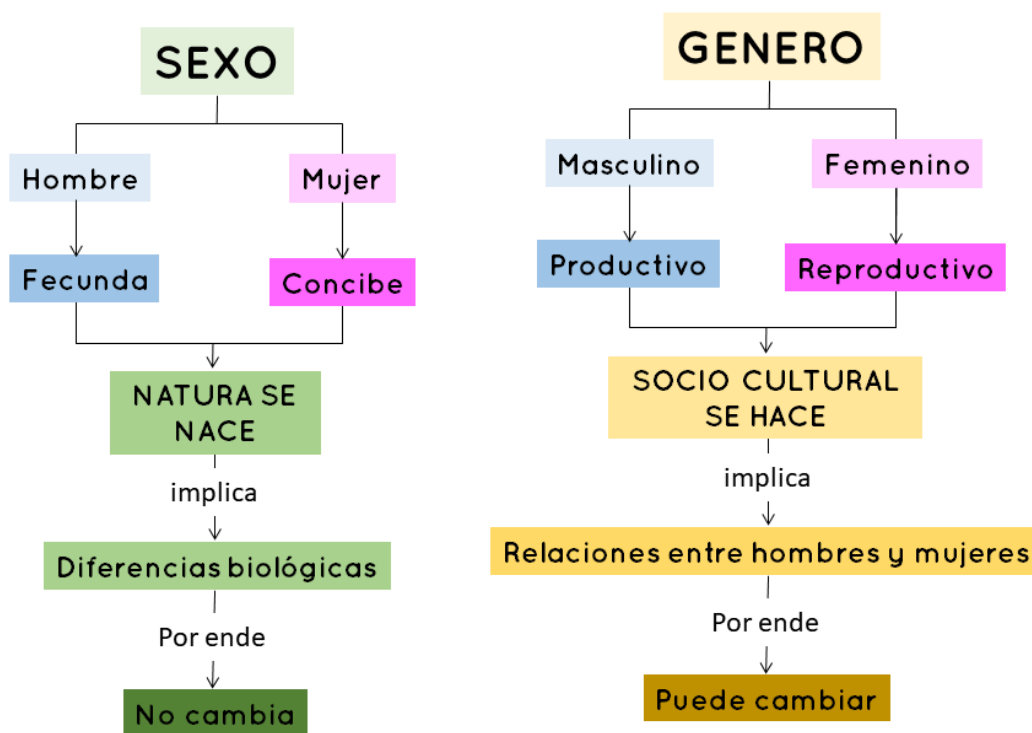 SEXO
Hombre
Mujer
Fecunda
Concibe
NATURA SE
NACE
implica
Diferencias biológicas
Por ende
No cambia
GENERO
Masculino
Femenino
Productivo
Reproductivo
SOCIO CULTURAL
SE HACE
implica
Relaciones entre hombres y mujeres
Por ende
Puede cambiar